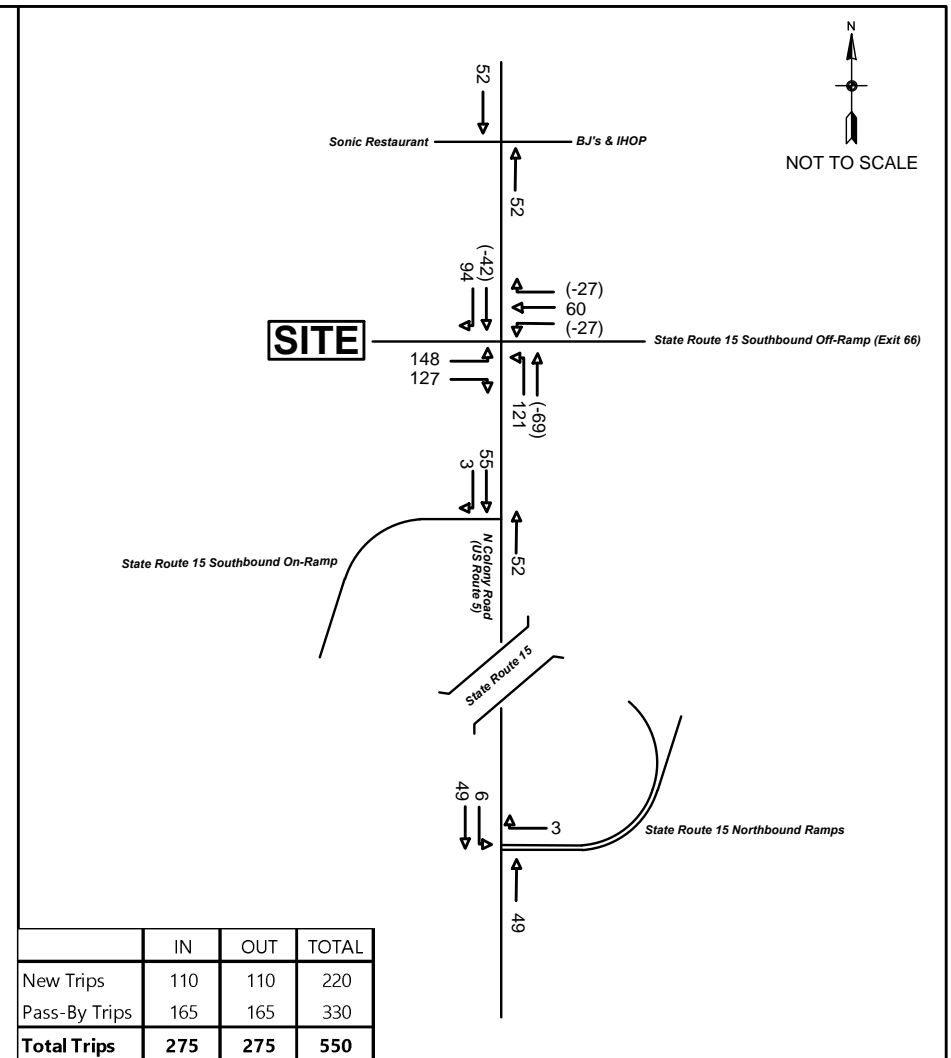 N
NOT TO SCALE
52
Sonic Restaurant
BJ's & IHOP
52
94
(-42)
(-27)
60
(-27)
SITE
State Route 15 Southbound Off-Ramp (Exit 66)
148
127
121
(-69)
3
55
State Route 15 Southbound On-Ramp
N Colony Road
(US Route 5)
52
State Route 15
49
6
3
State Route 15 Northbound Ramps
49
IN OUT TOTAL
New Trips 110 110 220
Pass-By Trips 165 165 330
Total Trips 275 275 550